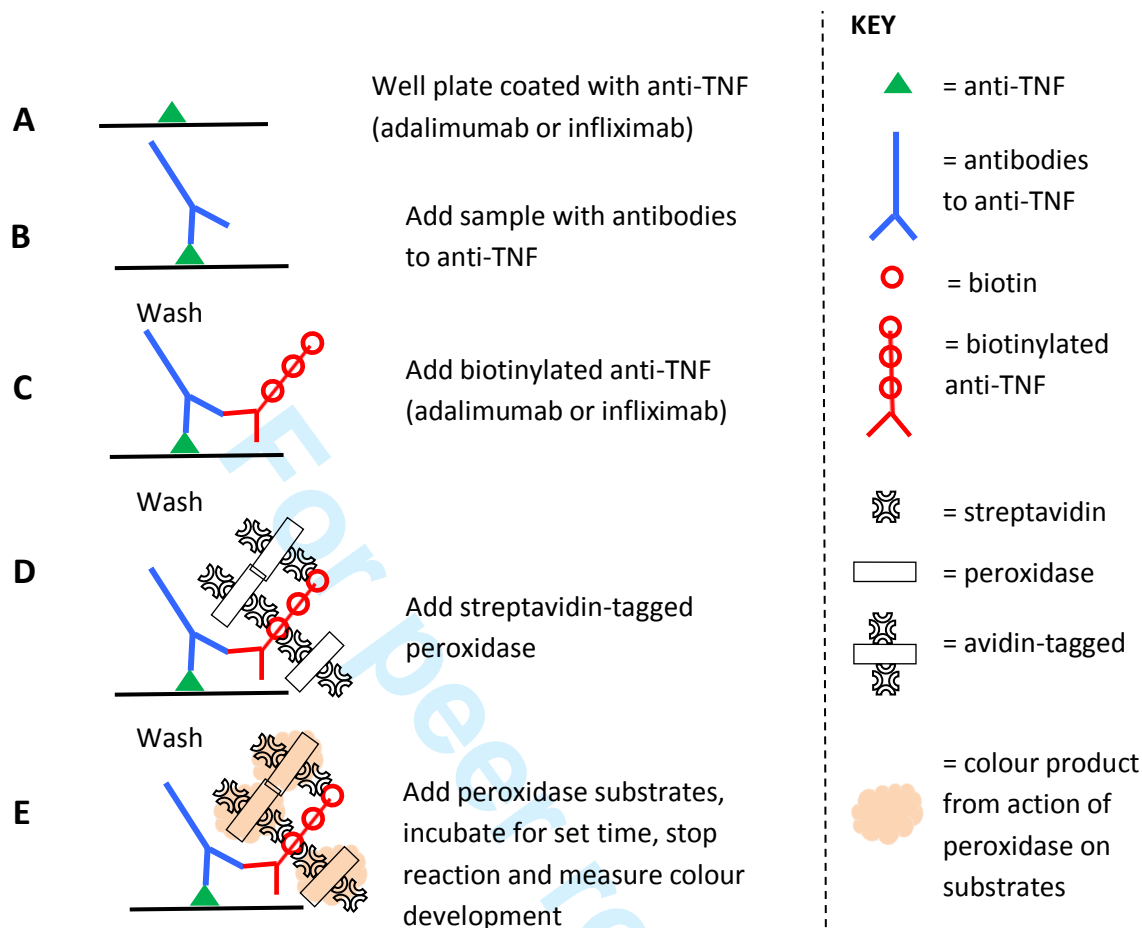 A
Well plate coated with anti-TNF
(adalimumab or infliximab)
B
Add sample with antibodies
to anti-TNF
Wash
C
Add biotinylated anti-TNF
(adalimumab or infliximab)
Wash
D
Add streptavidin-tagged
peroxidase
Wash
E
Add peroxidase substrates,
incubate for set time, stop
reaction and measure colour
development
KEY
= anti-TNF
= antibodies
to anti-TNF
= biotin
= biotinylated
anti-TNF
= streptavidin
= peroxidase
= avidin-tagged
= colour product
from action of
peroxidase on
substrates
For peer re